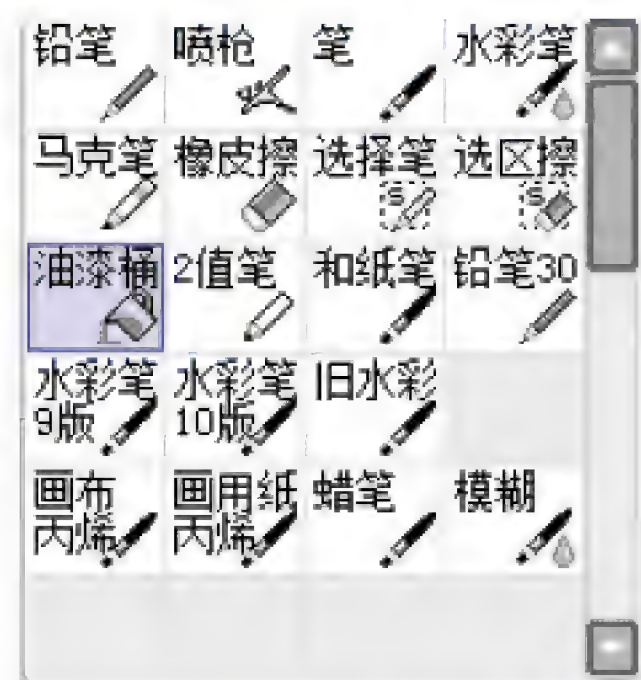 铅笔 喷枪 笔 水彩笔
马克笔 橡皮擦 选择笔 选区擦
油漆桶 2值笔 和纸笔 铅笔30
水彩笔 水彩笔 旧水彩
9版 10版
画布 画用纸 蜡笔 模糊
丙烯 丙烯